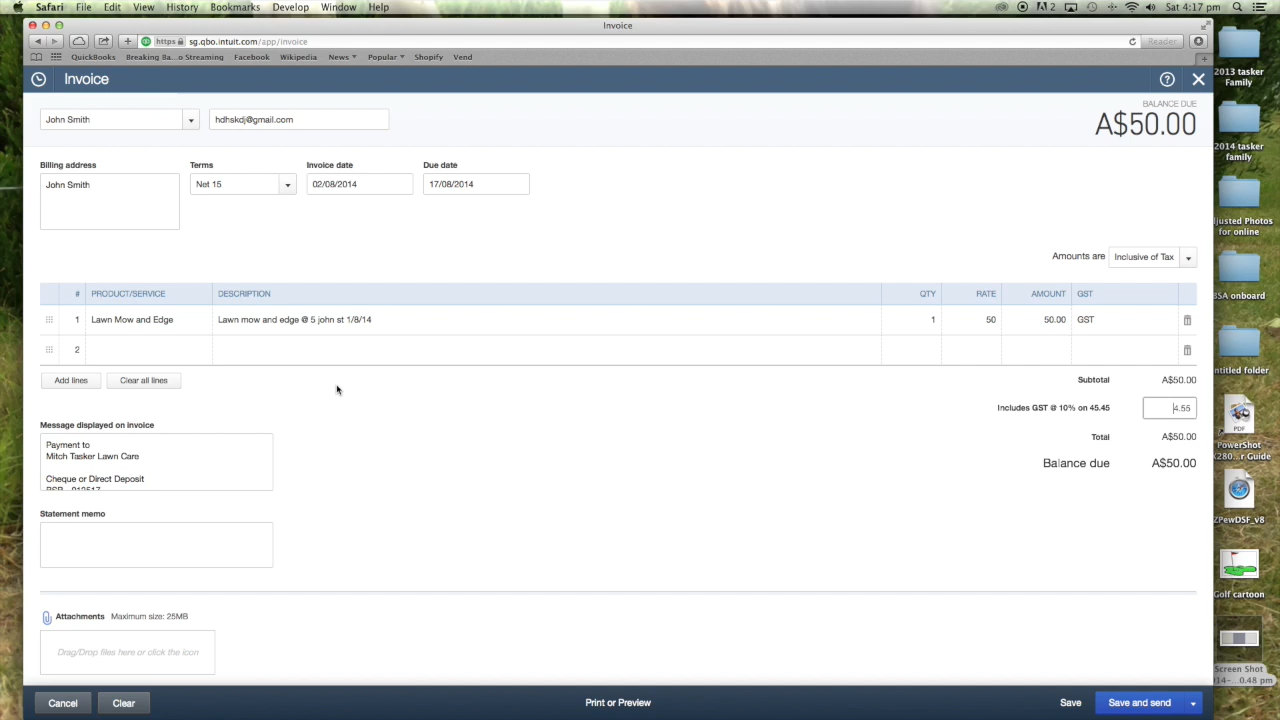 Safari File Edit View History Bookmarks Develop Window Help
2
Sat 4:17 pm
Invoice
https sg.qbo.intuit.com/app/invoice
Reader
QuickBooks Breaking Ba...o Streaming Facebook Wikipedia News Popular Shopify Vend
Invoice
John Smith
hdhskdj@gmail.com
BALANCE DUE
A$50.00
Billing address
John Smith
Terms
Net 15
Invoice date
02/08/2014
Due date
17/08/2014
Amounts are Inclusive of Tax
# PRODUCT/SERVICE DESCRIPTION QTY RATE AMOUNT GST
1 Lawn Mow and Edge Lawn mow and edge @ 5 john st 1/8/14 1 50 50.00 GST
2
Add lines Clear all lines
Subtotal A$50.00
Includes GST @ 10% on 45.45 4.55
Total A$50.00
Balance due A$50.00
Message displayed on invoice
Payment to
Mitch Tasker Lawn Care
Cheque or Direct Deposit
Statement memo
Attachments Maximum size: 25MB
Drag/Drop files here or click the icon
Cancel Clear Print or Preview Save Save and send
2013 tasker
Family
2014 tasker
family
djusted Photos
for online
BSA onboard
ntitled folder
PDF
PowerShot
X280...r Guide
ZPewDSF_v8
Golf cartoon
Screen Shot
014-...0.48 pm